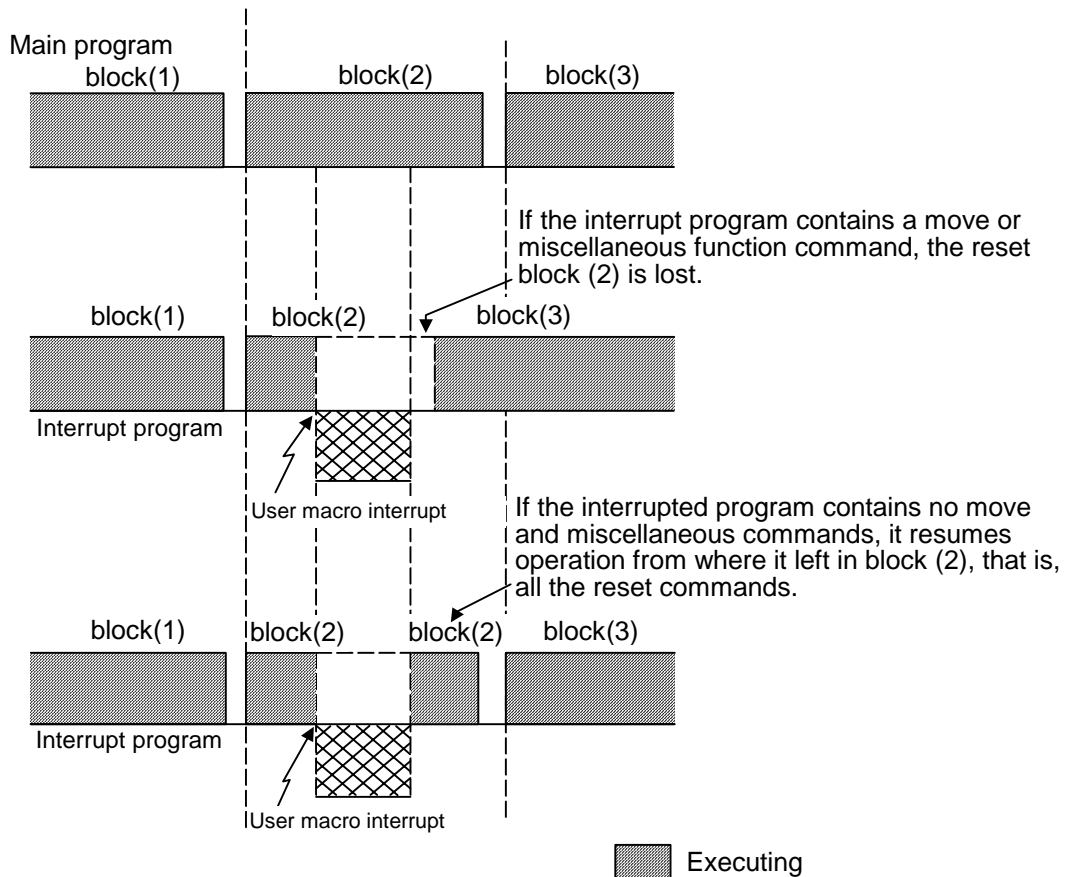 Main program
block(1)
block(2)
block(3)
If the interrupt program contains a move or
miscellaneous function command, the reset
block (2) is lost.
block(1)
block(2)
block(3)
Interrupt program
User macro interrupt
If the interrupted program contains no move
and miscellaneous commands, it resumes
operation from where it left in block (2), that is,
all the reset commands.
block(1)
block(2)
block(2)
block(3)
Interrupt program
User macro interrupt
Executing